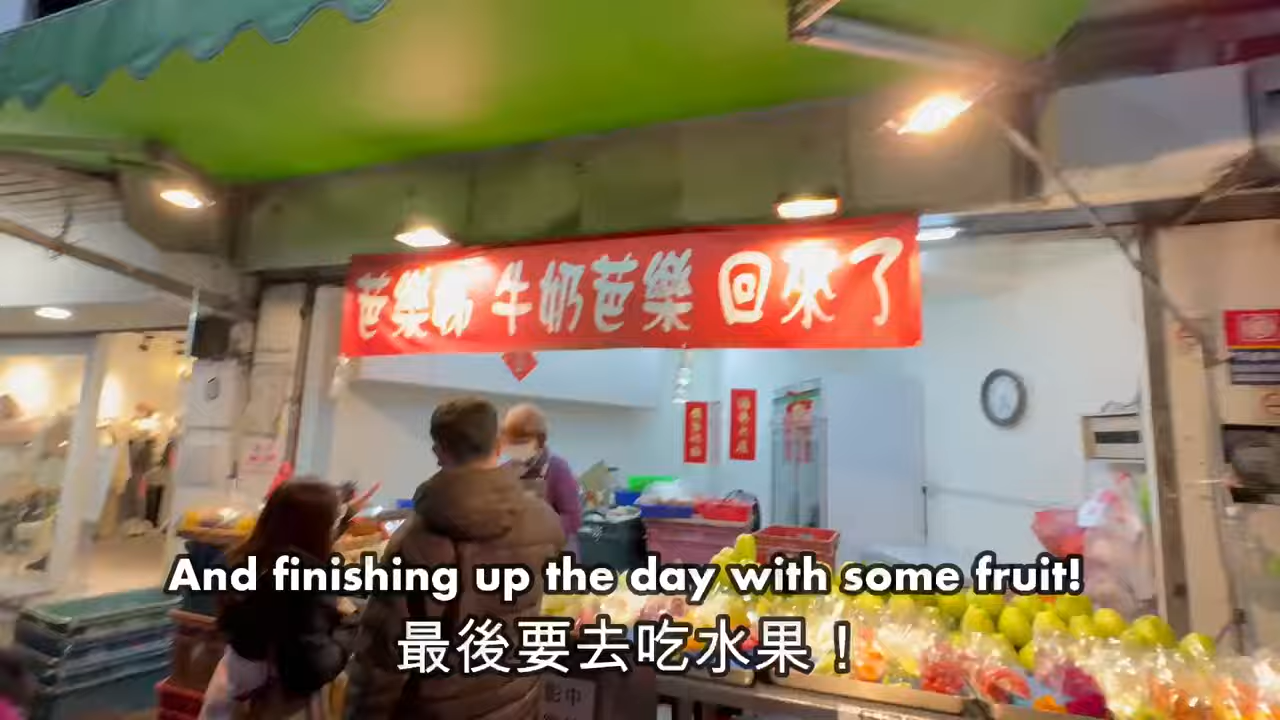 芭樂姊 牛奶芭樂 回來了
And finishing up the day with some fruit!
最後要去吃水果！